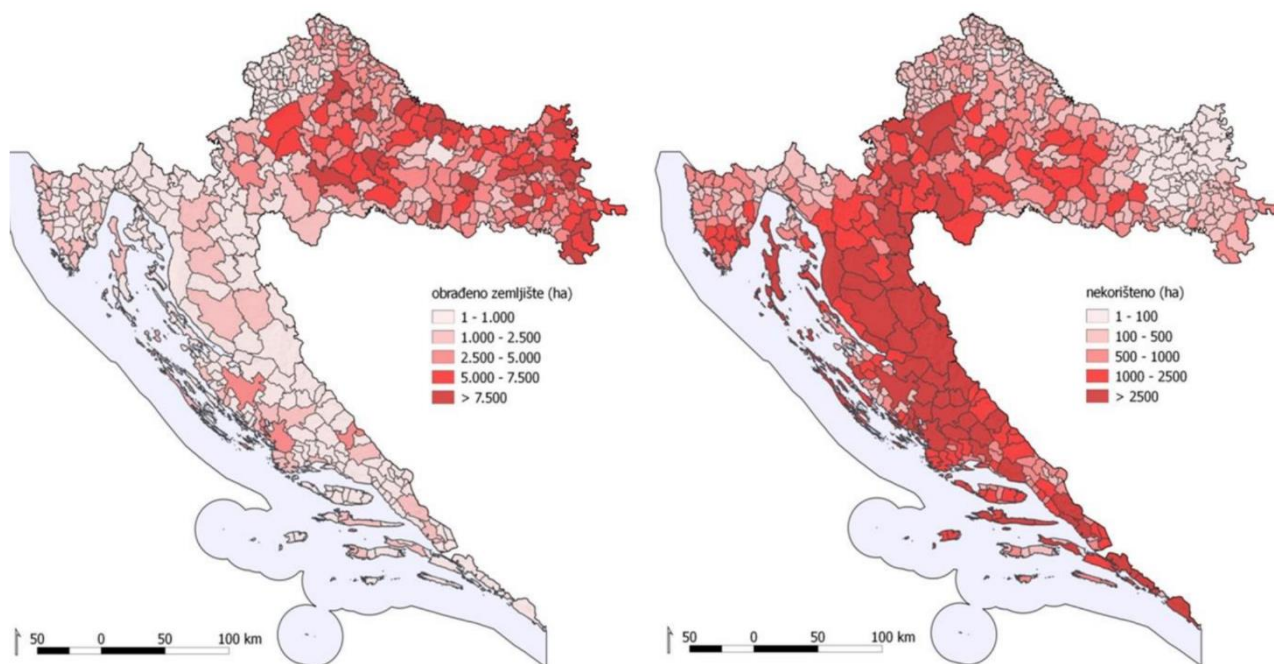 obrađeno zemljište (ha)
1 - 1.000
1.000 - 2.500
2.500 - 5.000
5.000 - 7.500
> 7.500
50 0 50 100 km
nekorišteno (ha)
1 - 100
100 - 500
500 - 1000
1000 - 2500
> 2500
50 0 50 100 km